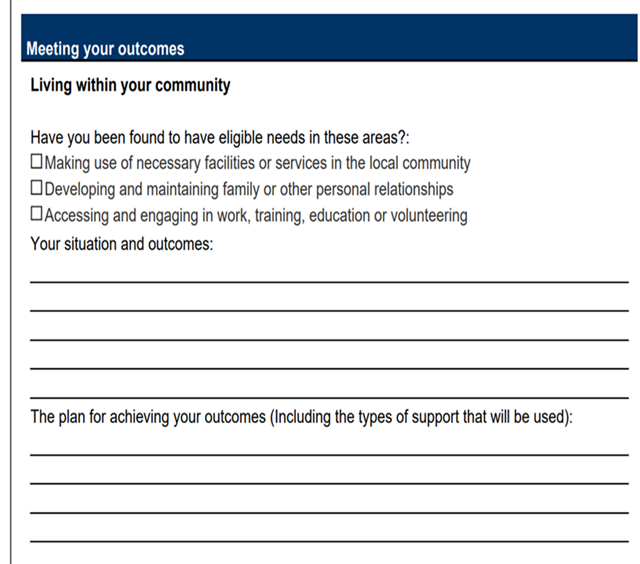 Meeting your outcomes
Living within your community
Have you been found to have eligible needs in these areas?:
☐Making use of necessary facilities or services in the local community
☐Developing and maintaining family or other personal relationships
☐Accessing and engaging in work, training, education or volunteering
Your situation and outcomes:
The plan for achieving your outcomes (Including the types of support that will be used):